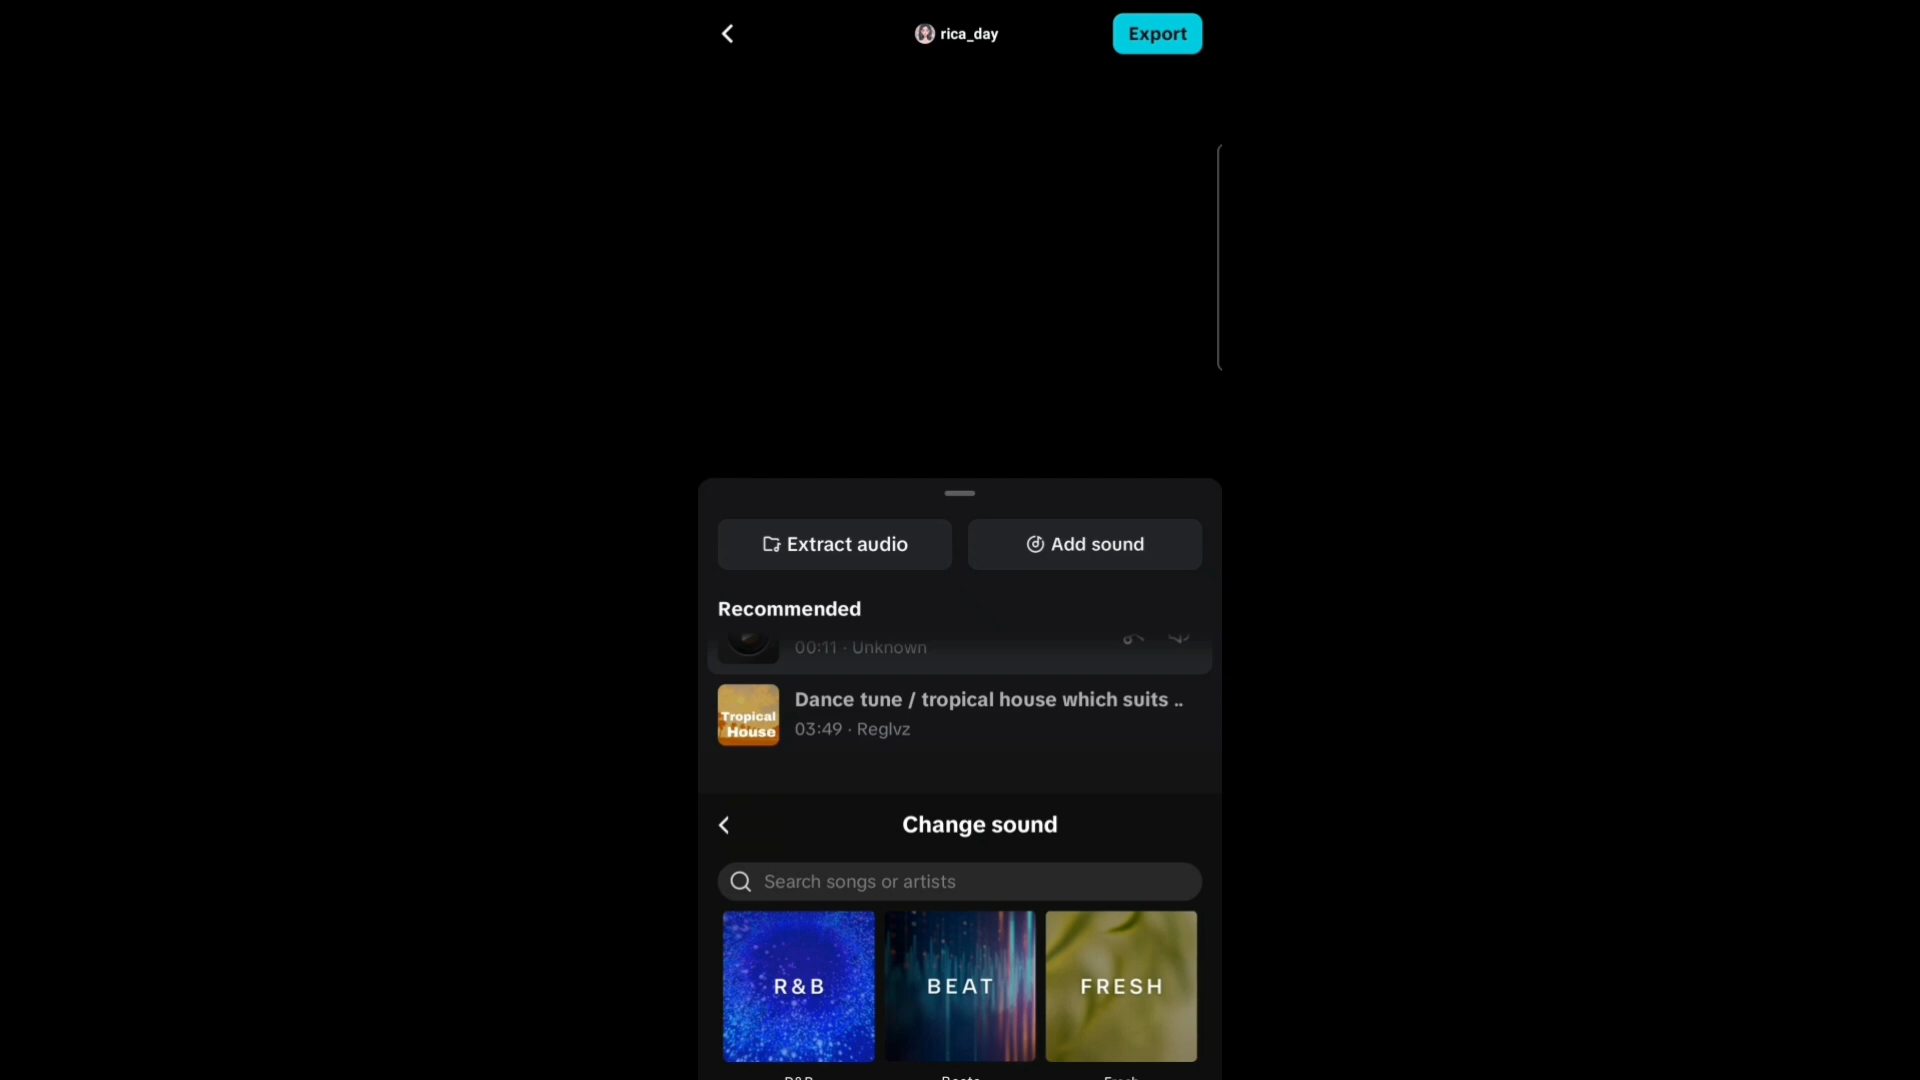 rica_day
Export
Extract audio
Add sound
Recommended
00:11 · Unknown
Tropical House
Dance tune / tropical house which suits ..
03:49 · Reglvz
Change sound
Search songs or artists
R&B
BEAT
FRESH